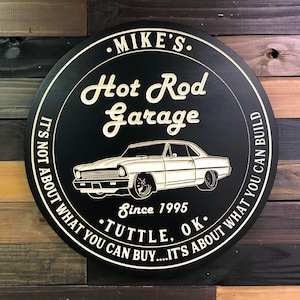 ·MIKE'S·
Hot Rod
Garage
Since 1995
·TUTTLE, OK·
IT'S NOT ABOUT WHAT YOU CAN BUY....IT'S ABOUT WHAT YOU CAN BUILD